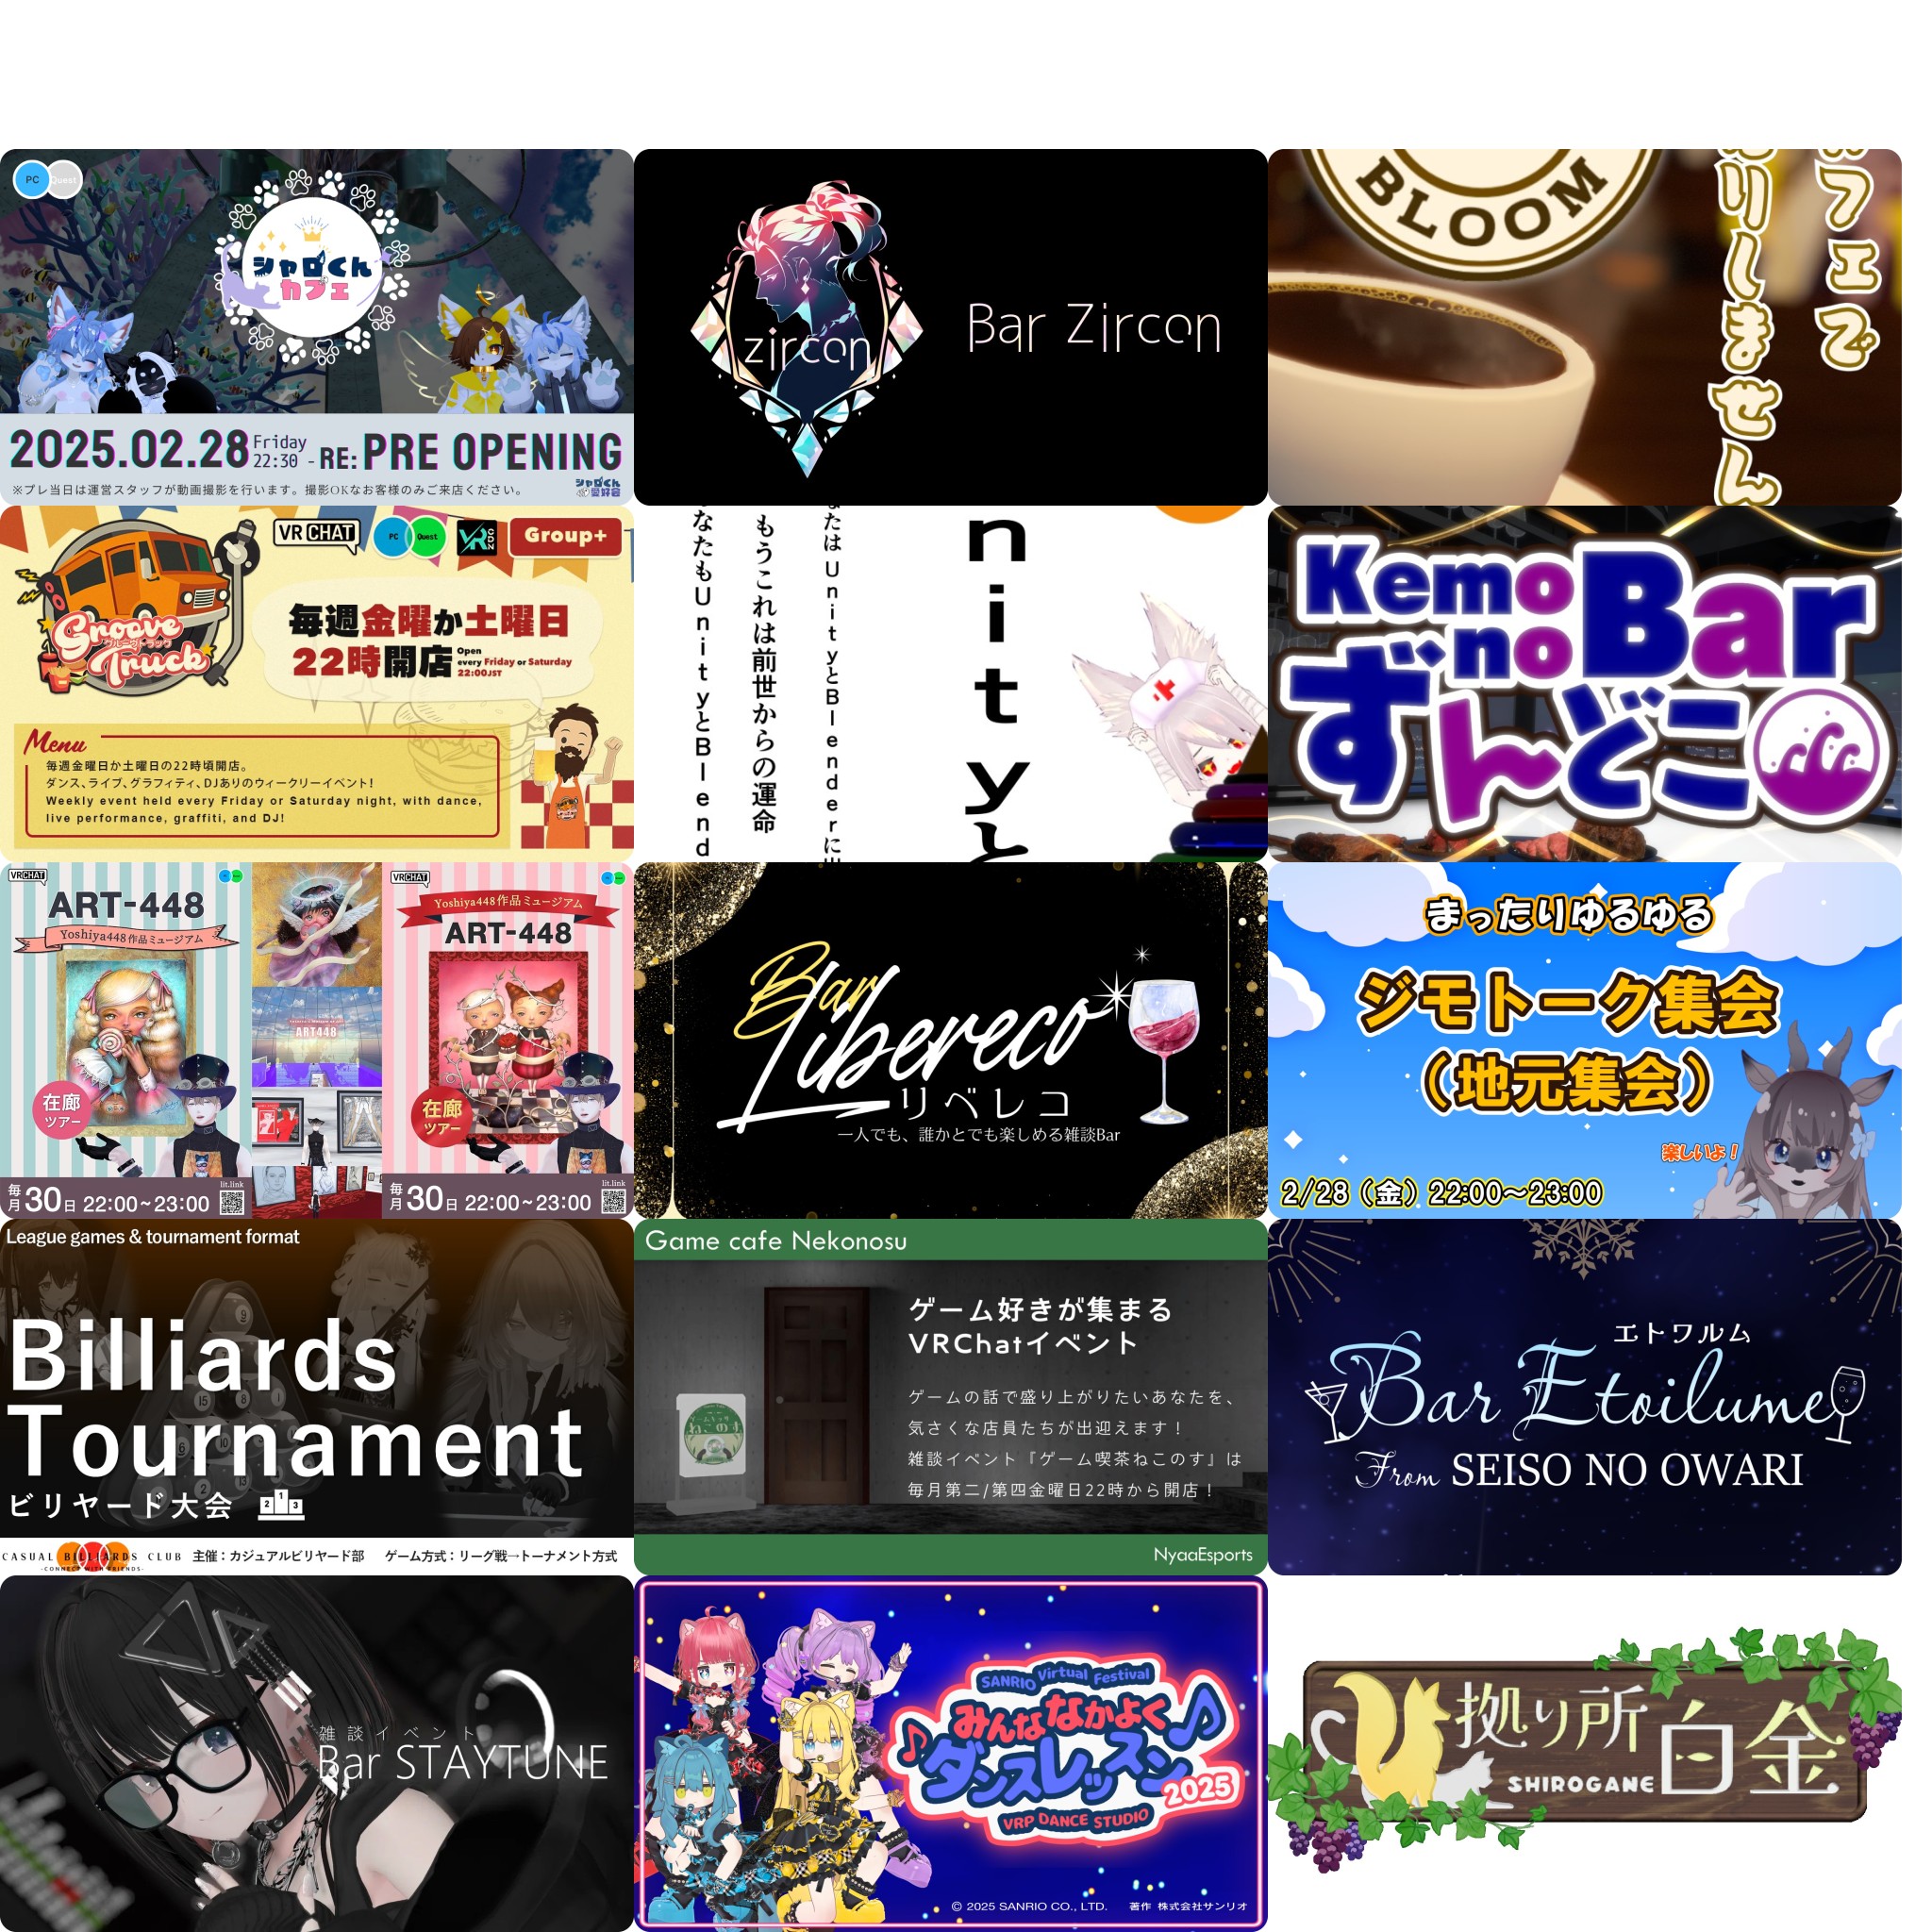 PC
Quest
シャロくん
カフェ
2025.02.28 Friday 22:30 - RE: PRE OPENING
※プレ当日は運営スタッフが動画撮影を行います。撮影OKなお客様のみご来店ください。
シャロくん
愛好会
zircon
Bar Zircon
BLOOM
フェで
りしません
Groove
グルーヴトラック
Truck
VRCHAT
PC
Quest
VRZONE
Group+
毎週金曜か土曜日
22時開店
Open
every Friday or Saturday
22:00JST
Menu
毎週金曜日か土曜日の22時頃開店。
ダンス、ライブ、グラフィティ、DJありのウィークリーイベント!
Weekly event held every Friday or Saturday night, with dance,
live performance, graffiti, and DJ!
nityと
たはUnityとBlenderに
もうこれは前世からの運命
なたもUnityとBlend
Kemo
no Bar
ずんどこ
VRCHAT
ART-448
Yoshiya448作品ミュージアム
在廊
ツアー
毎月30日 22:00~23:00
lit.link
ART448
VRCHAT
Yoshiya448作品ミュージアム
ART-448
在廊
ツアー
毎月30日 22:00~23:00
lit.link
Bar
Libereco
リベレコ
一人でも、誰かとでも楽しめる雑談Bar
まったりゆるゆる
ジモトーク集会
(地元集会)
楽しいよ!
2/28(金)22:00〜23:00
League games & tournament format
Billiards
Tournament
ビリヤード大会
2 1 3
CASUAL BILLIARDS CLUB
-CONNECT WITH FRIENDS-
主催:カジュアルビリヤード部 ゲーム方式:リーグ戦→トーナメント方式
Game cafe Nekonosu
ゲーム好きが集まる
VRChatイベント
ゲームの話で盛り上がりたいあなたを、
気さくな店員たちが出迎えます!
雑談イベント『ゲーム喫茶ねこのす』は
毎月第二/第四金曜日22時から開店!
ねこのす
NyaaEsports
エトワルム
Bar Etoilume
From SEISO NO OWARI
雑談イベント
Bar STAYTUNE
SANRIO Virtual Festival
みんななかよく
ダンスレッスン
2025
VRP DANCE STUDIO
© 2025 SANRIO CO., LTD. 著作 株式会社サンリオ
拠り所
SHIROGANE
白金